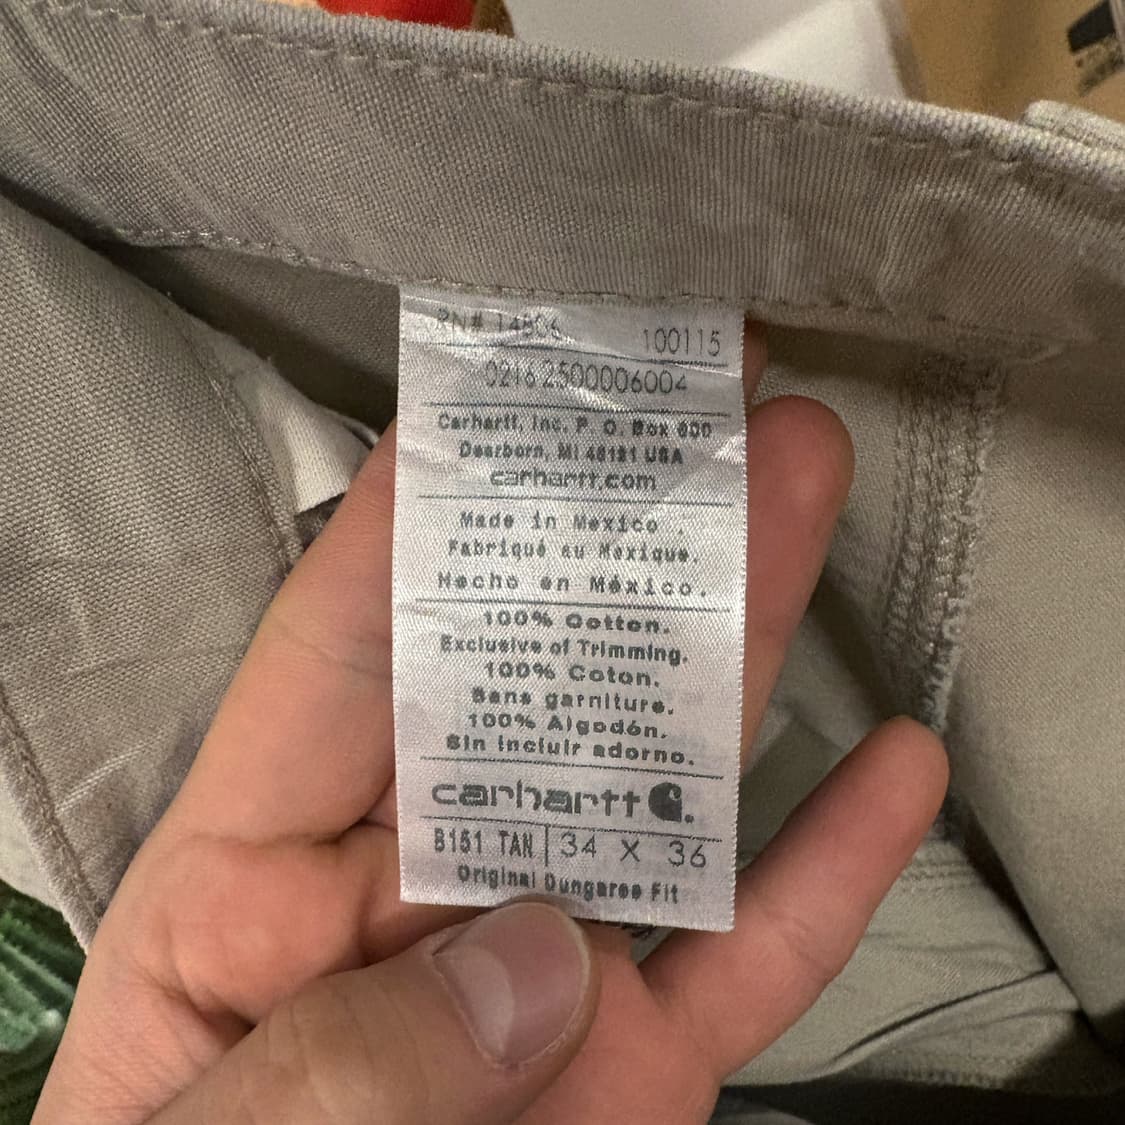 RN# 14806 100115
02162500006004
Carhartt, Inc. P. O. Box 600
Dearborn, MI 48121 USA
carhartt.com
Made in Mexico.
Fabriqué au Mexique.
Hecho en México.
100% Cotton.
Exclusive of Trimming.
100% Coton.
Sans garniture.
100% Algodón.
Sin incluir adorno.
carhartt
B151 TAN 34 X 36
Original Dungaree Fit